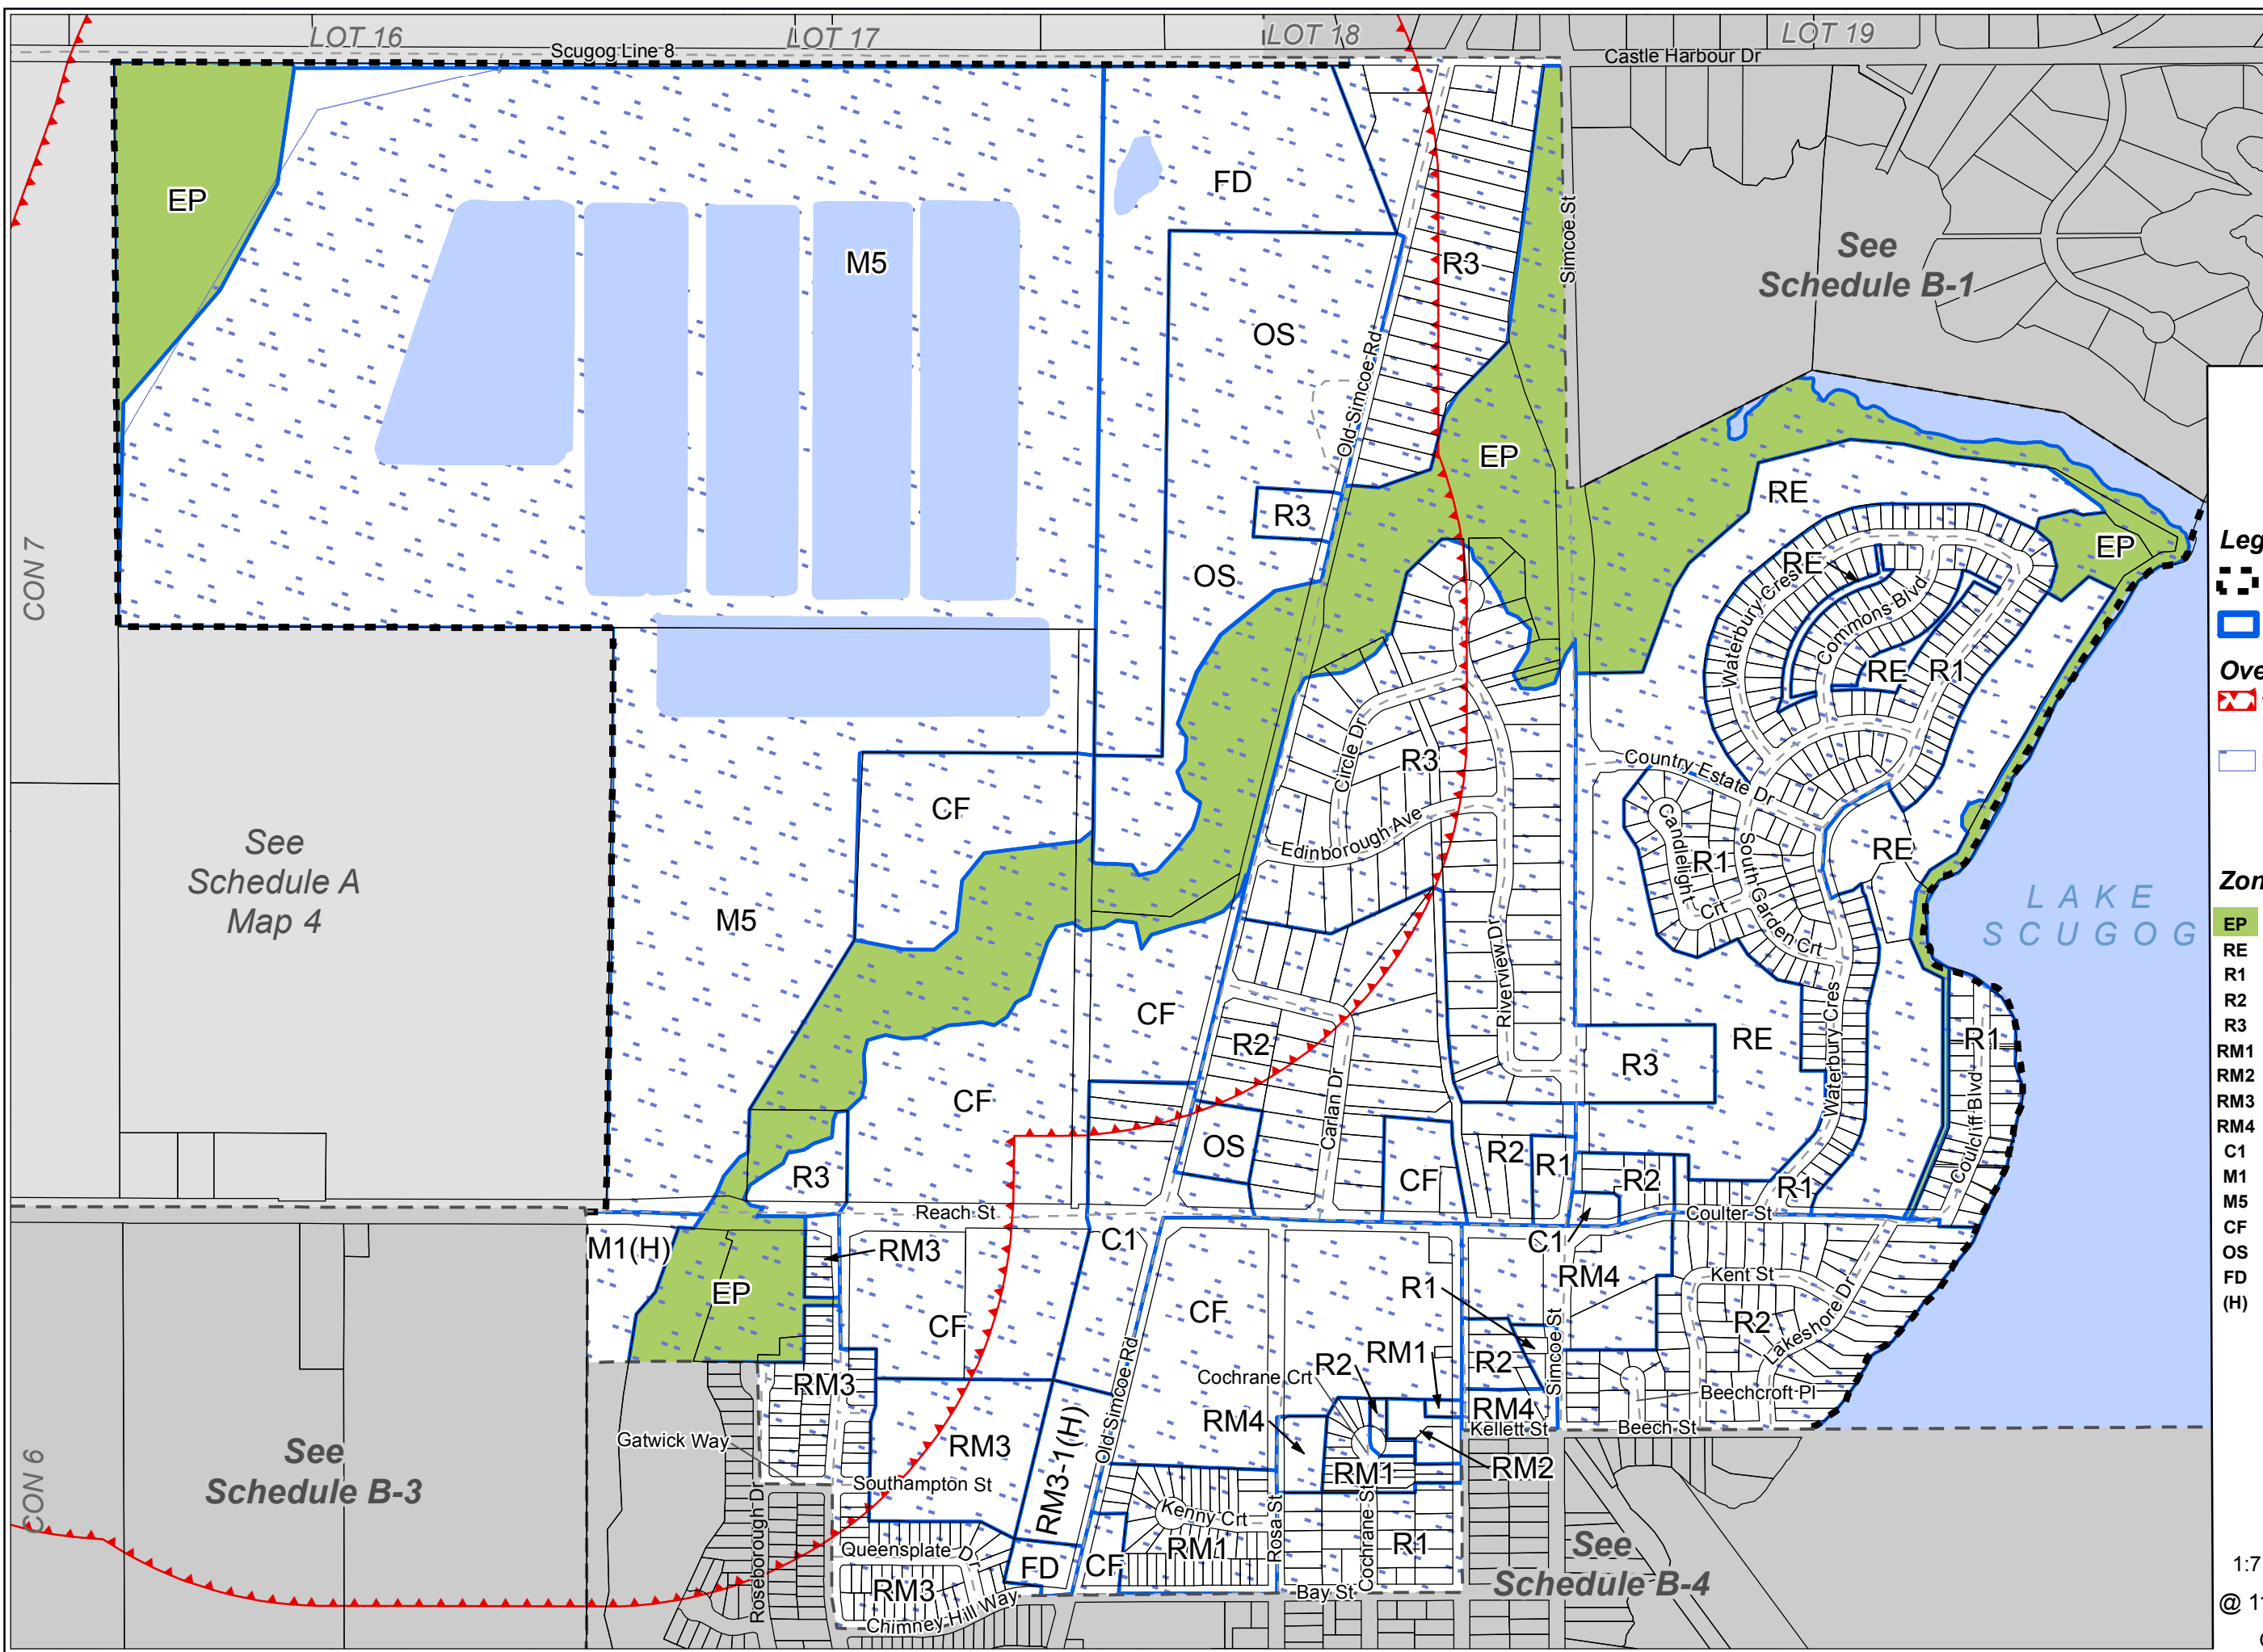 LOT 16
LOT 17
LOT 18
LOT 19
Scugog Line 8
Castle Harbour Dr
EP
FD
M5
R3
Simcoe St
See
Schedule B-1
OS
Old Simcoe Rd
EP
RE
R3
EP
RE
CON 7
OS
Waterbury Cres
Commons Blvd
RE
R1
Leg
Ove
Circle Dr
R3
Country Estate Dr
CF
Edinborough Ave
Candlelight Crt
R1
South Garden Crt
RE
See
Schedule A
Map 4
M5
LAKE
SCUGOG
Zon
EP
RE
R1
R2
R3
RM1
RM2
RM3
RM4
C1
M1
M5
CF
OS
FD
(H)
Riverview Dr
CF
R2
R3
RE
Waterbury Cres
R1
Coulcliff Blvd
CF
Carlan Dr
OS
R3
CF
R2
R1
R2
R1
Reach St
Coulter St
M1(H)
RM3
C1
C1
EP
CF
CF
R1
RM4
Kent St
R2
Lakeshore Dr
Simcoe St
RM3
Old Simcoe Rd
Cochrane Crt
R2
RM1
R2
Beechcroft Pl
RM4
RM4
Kellett St
Beech St
Gatwick Way
RM3
RM3-1(H)
RM1
RM2
See
Schedule B-3
CON 6
Southampton St
Roseborough Dr
Kenny Crt
Rosa St
Cochrane St
RM1
R1
Queensplate Dr
FD
CF
RM3
Bay St
Chimney Hill Way
See
Schedule B-4
1:7
@ 11